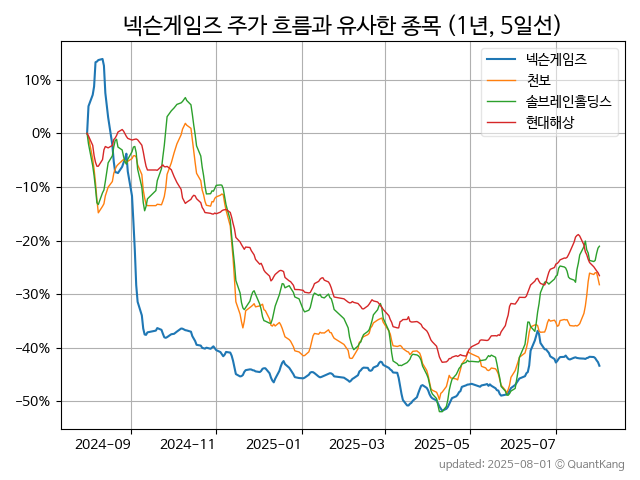 넥슨게임즈 주가 흐름과 유사한 종목 (1년, 5일선)
넥슨게임즈
천보
솔브레인홀딩스
현대해상
10%
0%
−10%
−20%
−30%
−40%
−50%
2024-09 2024-11 2025-01 2025-03 2025-05 2025-07
updated: 2025-08-01 © QuantKang